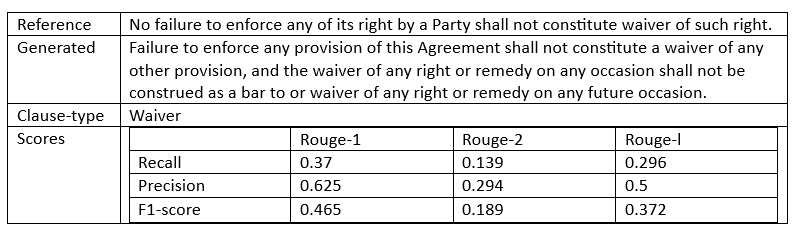 Reference No failure to enforce any of its right by a Party shall not constitute waiver of such right.
Generated Failure to enforce any provision of this Agreement shall not constitute a waiver of any
other provision, and the waiver of any right or remedy on any occasion shall not be
construed as a bar to or waiver of any right or remedy on any future occasion.
Clause-type Waiver
Scores Rouge-1 Rouge-2 Rouge-l
Recall 0.37 0.139 0.296
Precision 0.625 0.294 0.5
F1-score 0.465 0.189 0.372